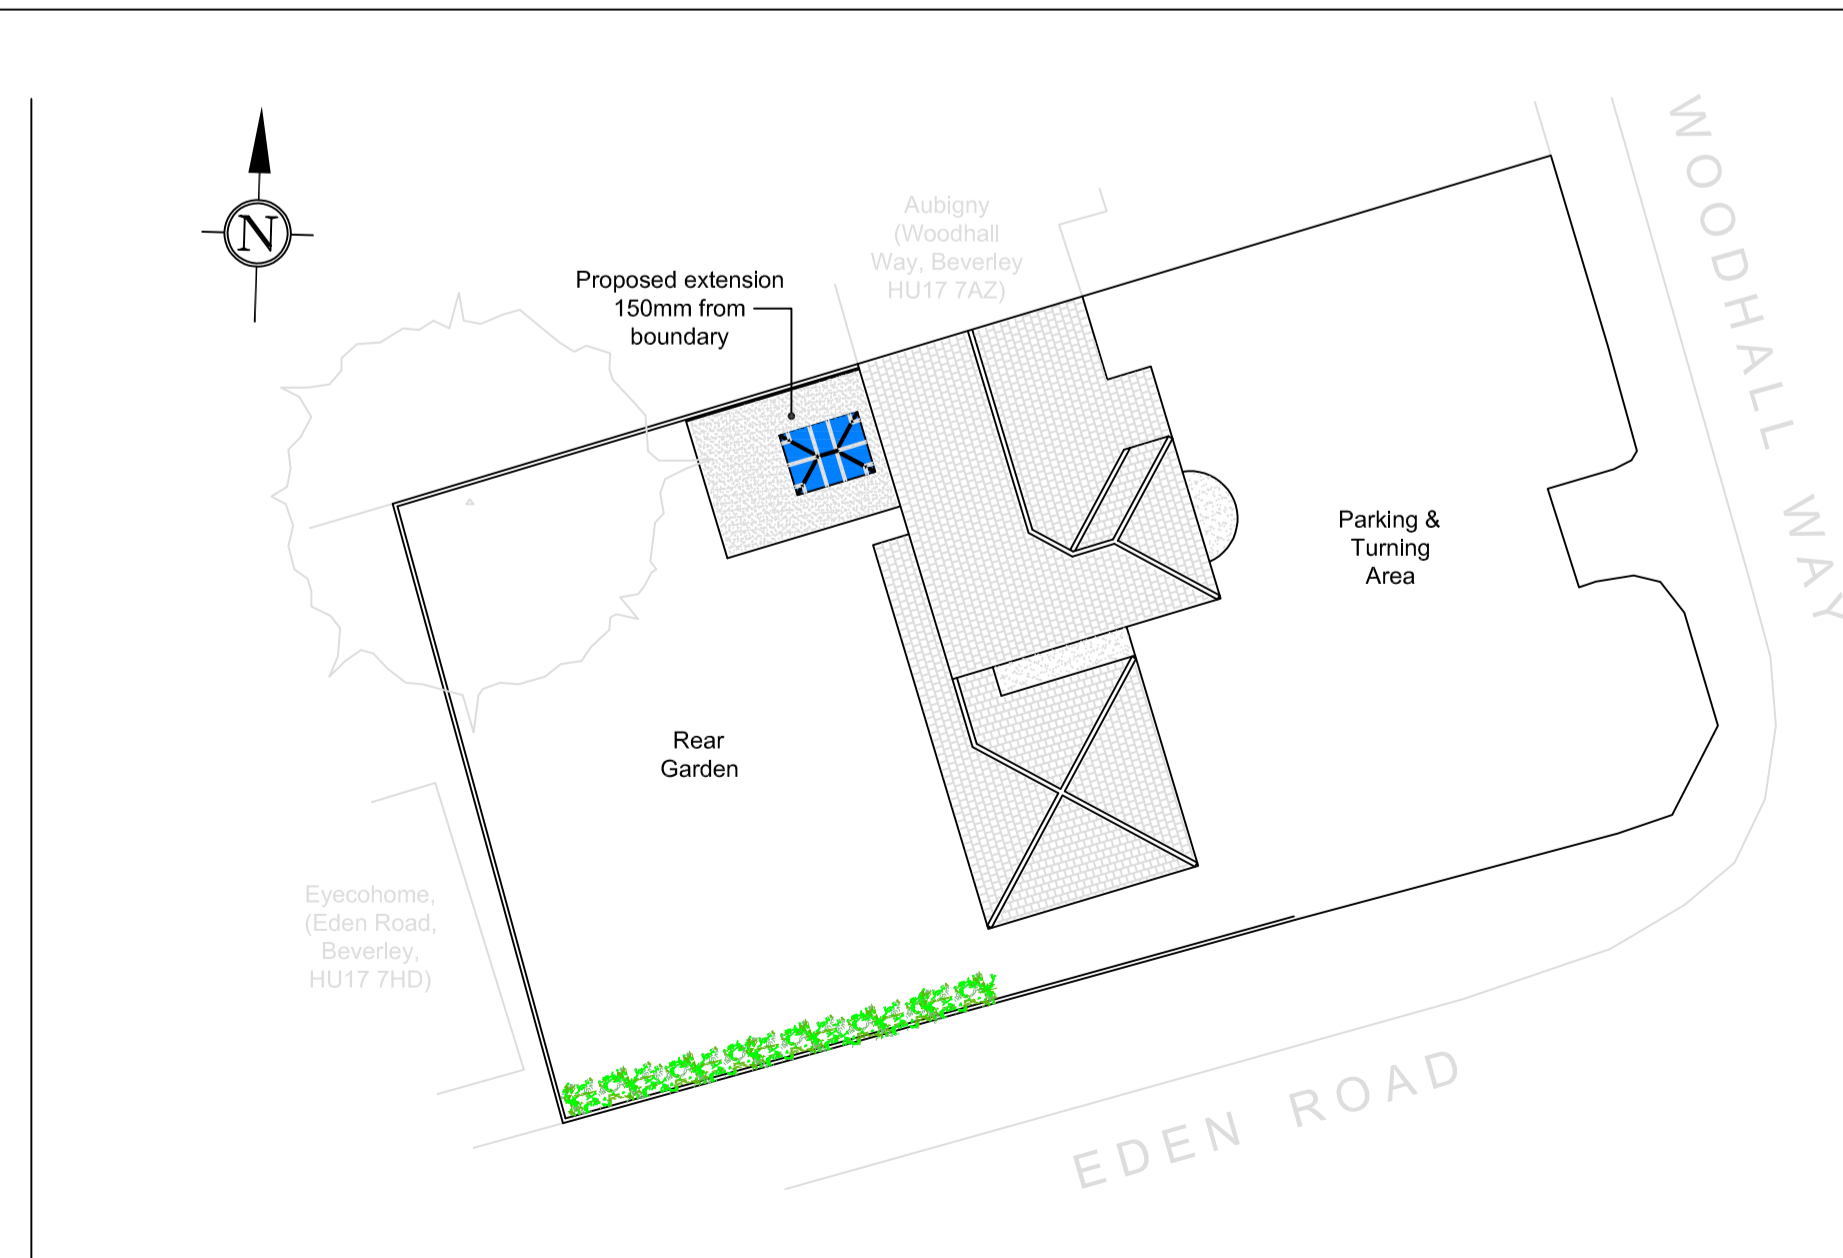 N
Proposed extension
150mm from
boundary
Aubigny
(Woodhall
Way, Beverley
HU17 7AZ)
WOODHALL WAY
Parking &
Turning
Area
Rear
Garden
Eyecohome,
(Eden Road,
Beverley,
HU17 7HD)
EDEN ROAD